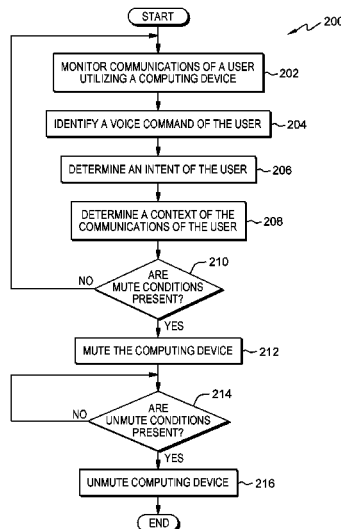 START
200
MONITOR COMMUNICATIONS OF A USER
UTILIZING A COMPUTING DEVICE
202
IDENTIFY A VOICE COMMAND OF THE USER
204
DETERMINE AN INTENT OF THE USER
206
DETERMINE A CONTEXT OF THE
COMMUNICATIONS OF THE USER
208
210
ARE
MUTE CONDITIONS
PRESENT?
NO
YES
MUTE THE COMPUTING DEVICE
212
214
ARE
UNMUTE CONDITIONS
PRESENT?
NO
YES
UNMUTE COMPUTING DEVICE
216
END